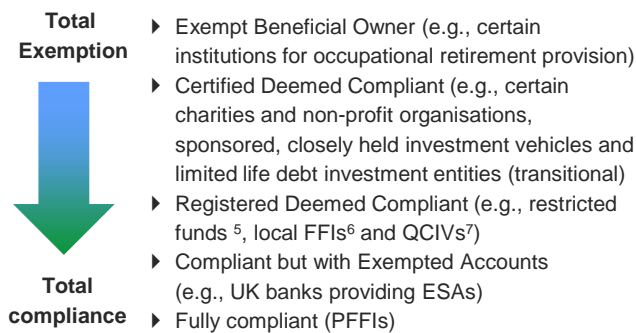 Total
Exemption
▶ Exempt Beneficial Owner (e.g., certain
institutions for occupational retirement provision)
▶ Certified Deemed Compliant (e.g., certain
charities and non-profit organisations,
sponsored, closely held investment vehicles and
limited life debt investment entities (transitional)
▶ Registered Deemed Compliant (e.g., restricted
funds ⁵, local FFIs⁶ and QCIVs⁷)
▶ Compliant but with Exempted Accounts
(e.g., UK banks providing ESAs)
▶ Fully compliant (PFFIs)
Total
compliance